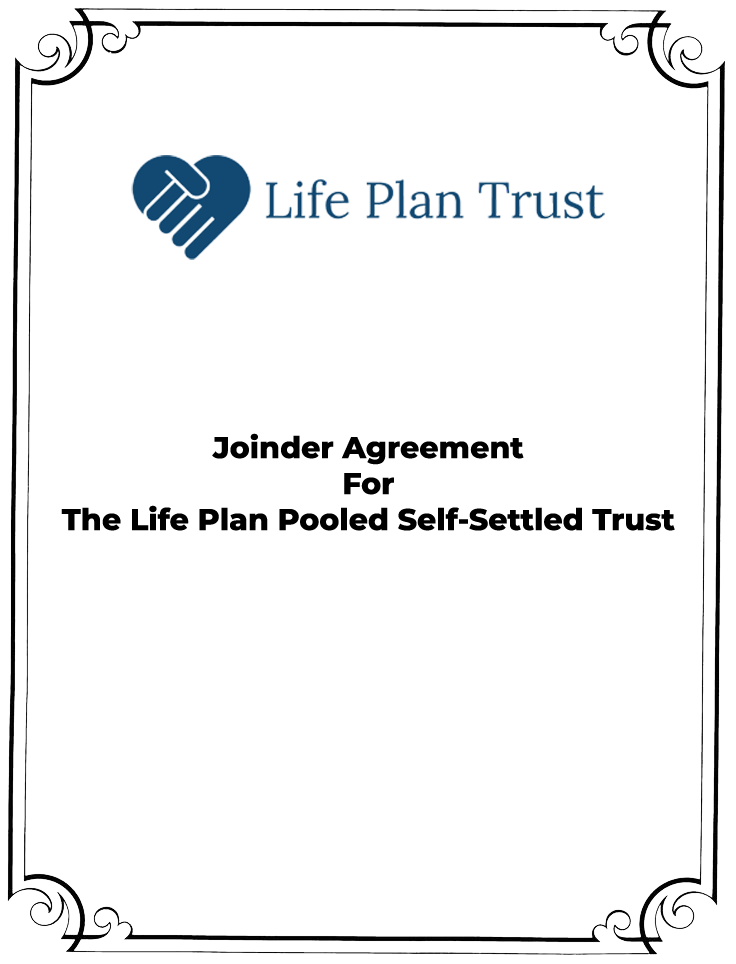 Life Plan Trust
Joinder Agreement
For
The Life Plan Pooled Self-Settled Trust